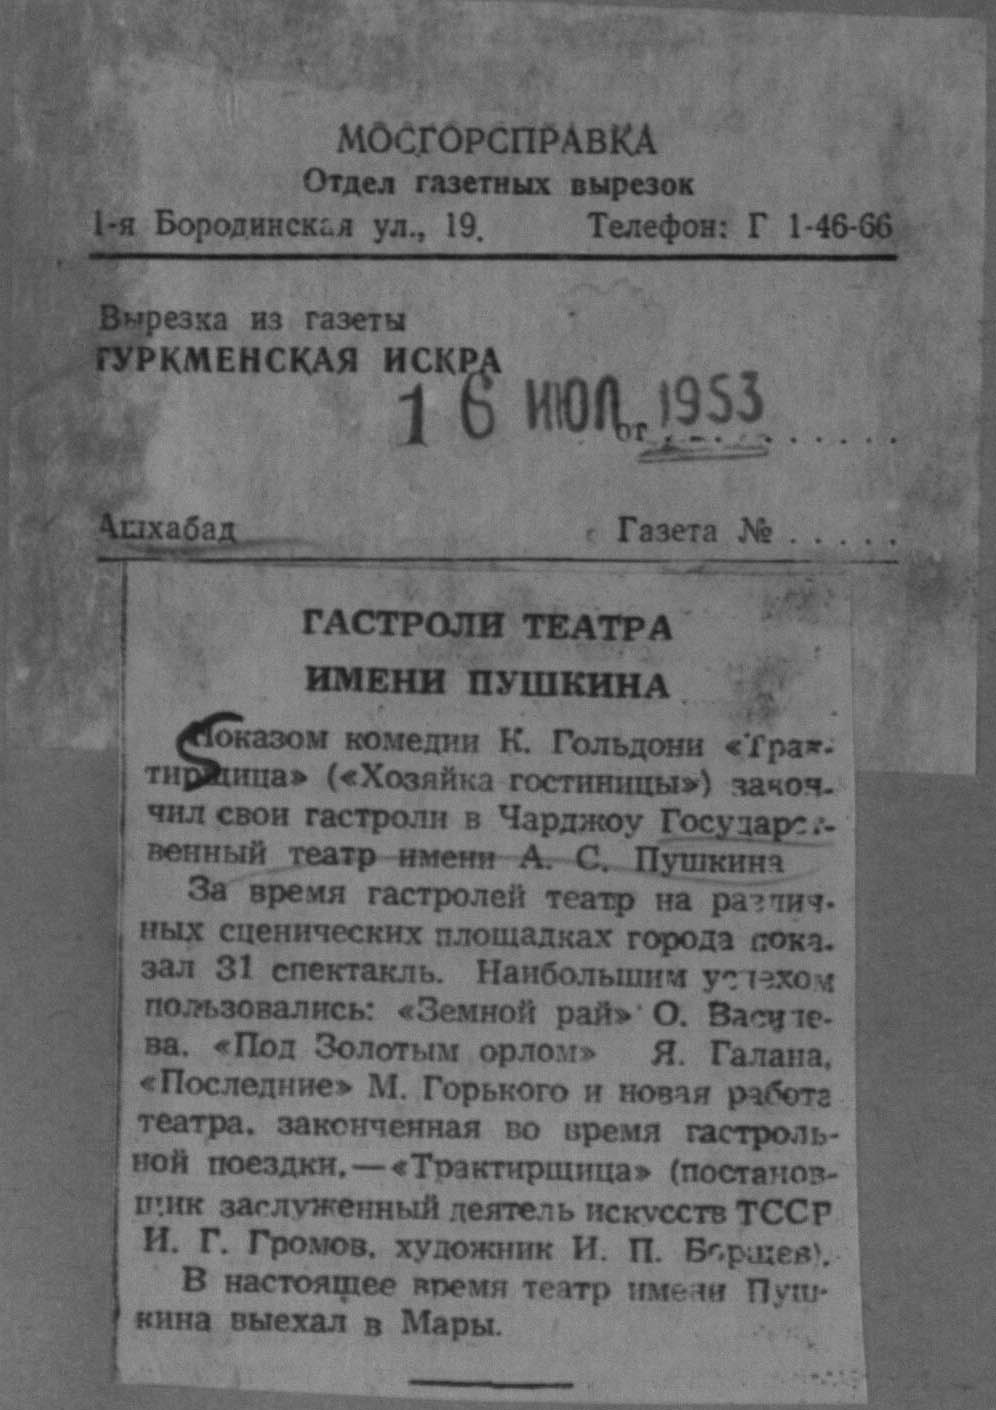 МОСГОРСПРАВКА
Отдел газетных вырезок
1-я Бородинская ул., 19. Телефон: Г 1-46-66
Вырезка из газеты
ТУРКМЕНСКАЯ ИСКРА
16 ИЮЛ от 1953 . . . . . .
Ашхабад Газета № . . . . .
ГАСТРОЛИ ТЕАТРА
ИМЕНИ ПУШКИНА
Показом комедии К. Гольдони «Трак-
тирщица» («Хозяйка гостиницы») закон-
чил свои гастроли в Чарджоу Государст-
венный театр имени А. С. Пушкина
За время гастролей театр на различ-
ных сценических площадках города пока-
зал 31 спектакль. Наибольшим успехом
пользовались: «Земной рай» О. Василе-
ва, «Под Золотым орлом» Я. Галана,
«Последние» М. Горького и новая работа
театра, законченная во время гастроль-
ной поездки,—«Трактирщица» (постанов-
щик заслуженный деятель искусств ТССР
И. Г. Громов, художник И. П. Борщев).
В настоящее время театр имени Пуш-
кина выехал в Мары.